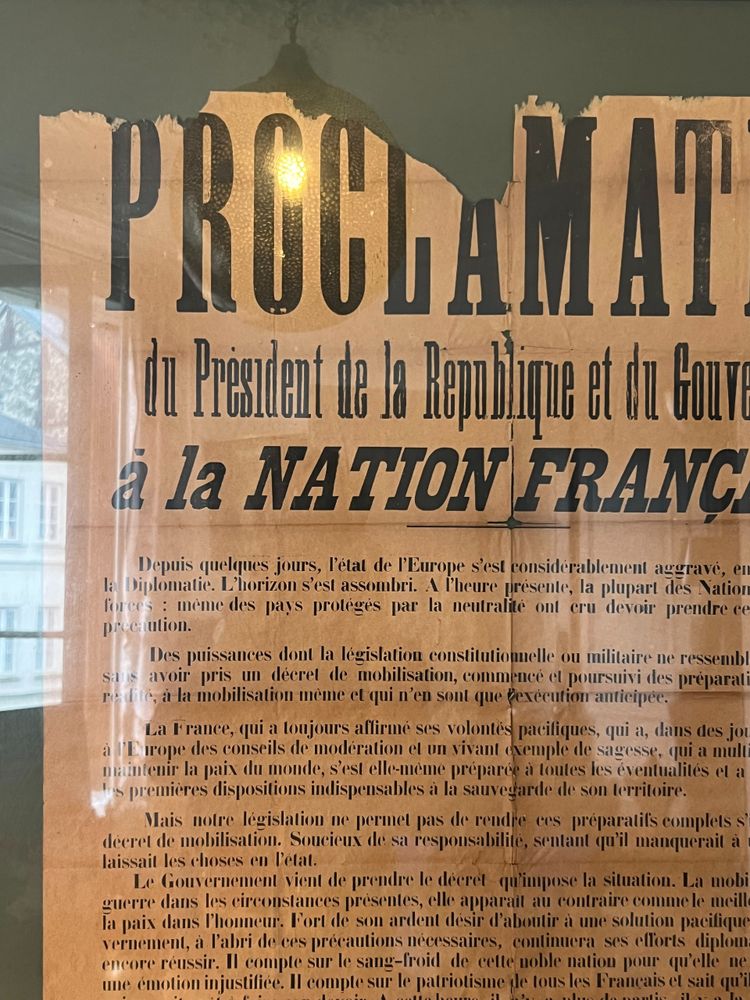 PROCLAMATI
du Président de la République et du Gouve
à la NATION FRANÇA
Depuis quelques jours, l'état de l'Europe s'est considérablement aggravé, en
la Diplomatie. L'horizon s'est assombri. A l'heure présente, la plupart des Nation
forces : même des pays protégés par la neutralité ont cru devoir prendre ce
précaution.
Des puissances dont la législation constitutionnelle ou militaire ne ressembl
sans avoir pris un décret de mobilisation, commencé et poursuivi des préparati
réalité, à la mobilisation même et qui n'en sont que l'exécution anticipée.
La France, qui a toujours affirmé ses volontés pacifiques, qui a, dans des jou
à l'Europe des conseils de modération et un vivant exemple de sagesse, qui a multi
maintenir la paix du monde, s'est elle-même préparée à toutes les éventualités et a
les premières dispositions indispensables à la sauvegarde de son territoire.
Mais notre législation ne permet pas de rendre ces préparatifs complets s'
décret de mobilisation. Soucieux de sa responsabilité, sentant qu'il manquerait à
laissait les choses en l'état.
Le Gouvernement vient de prendre le décret qu'impose la situation. La mobi
guerre dans les circonstances présentes, elle apparaît au contraire comme le meill
la paix dans l'honneur. Fort de son ardent désir d'aboutir à une solution pacifique
vernement, à l'abri de ces précautions nécessaires, continuera ses efforts diplom
encore réussir. Il compte sur le sang-froid de cette noble nation pour qu'elle ne
une émotion injustifiée. Il compte sur le patriotisme de tous les Français et sait qu'il